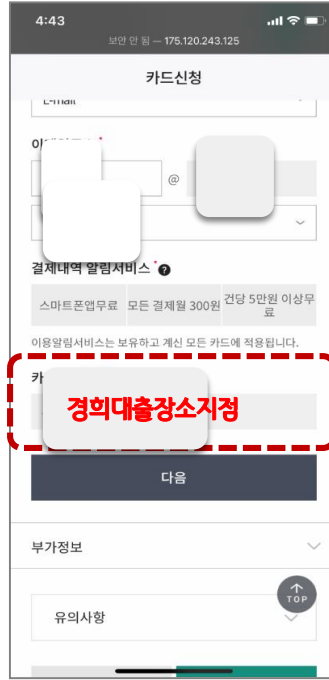 4:43
보안 안 됨 — 175.120.243.125
카드신청
E-mail
@
결제내역 알림서비스
스마트폰앱무료
모든 결제월 300원
건당 5만원 이상무
료
이용알림서비스는 보유하고 계신 모든 카드에 적용됩니다.
카
경희대출장소지점
다음
부가정보
TOP
유의사항